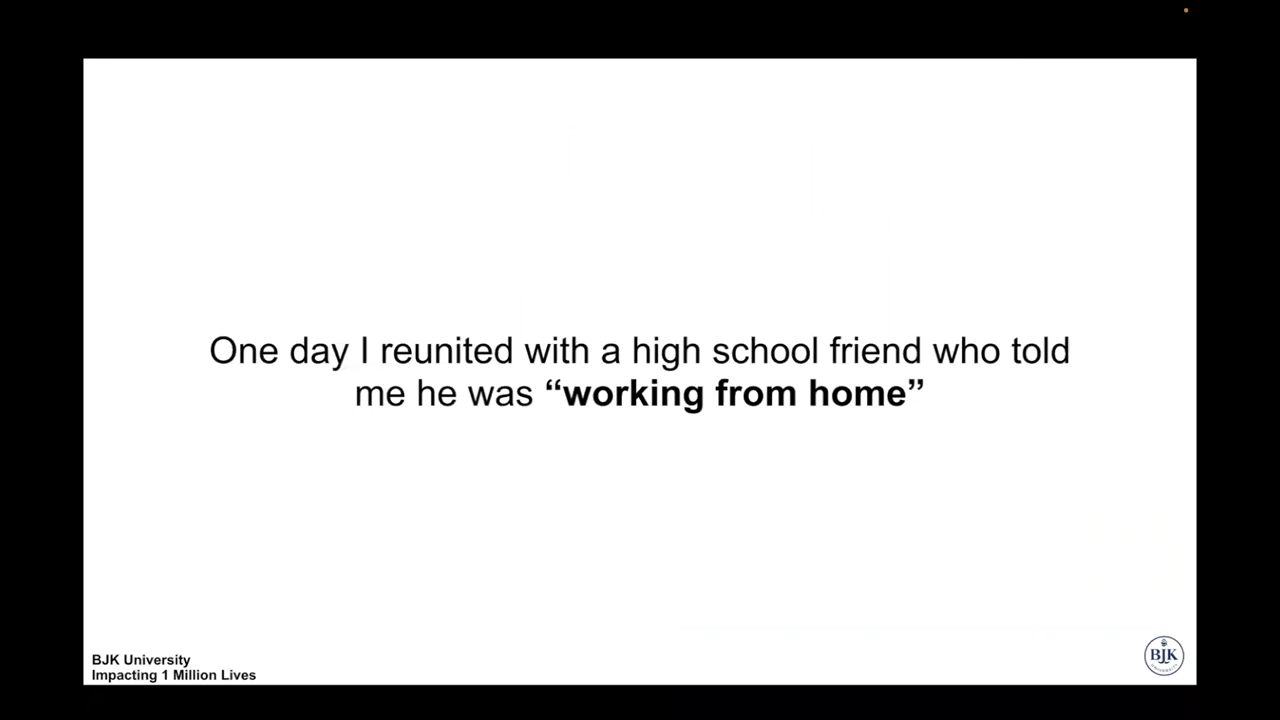 One day I reunited with a high school friend who told
me he was “working from home”
BJK University
Impacting 1 Million Lives
BJK
UNIVERSITY